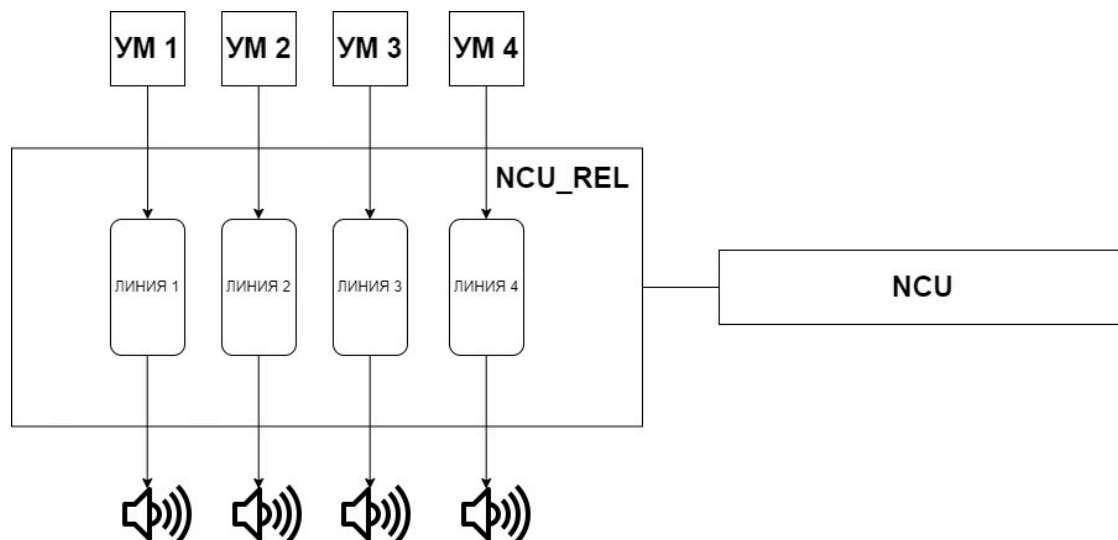 УМ 1 УМ 2 УМ 3 УМ 4
NCU_REL
ЛИНИЯ 1 ЛИНИЯ 2 ЛИНИЯ 3 ЛИНИЯ 4
NCU